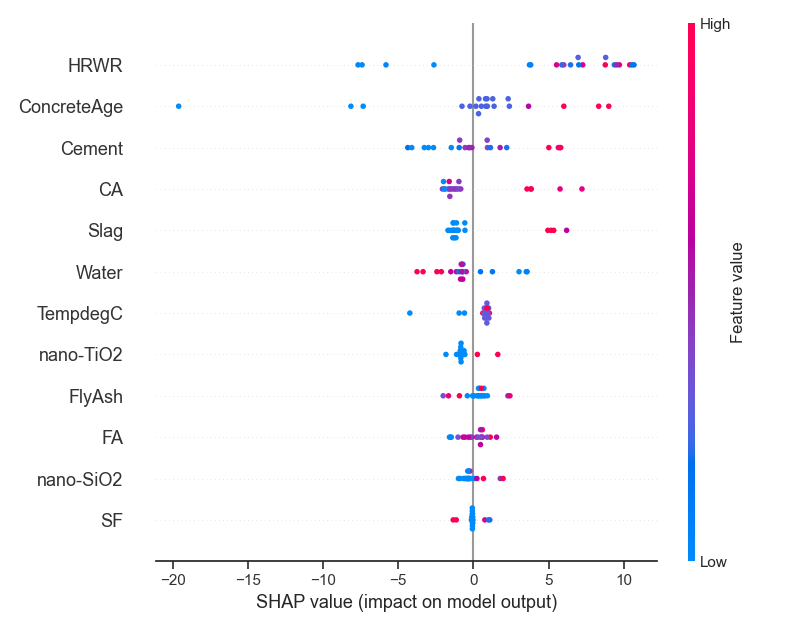 High
HRWR
ConcreteAge
Cement
CA
Slag
Water
TempdegC
nano-TiO2
FlyAsh
FA
nano-SiO2
SF
Feature value
Low
−20 −15 −10 −5 0 5 10
SHAP value (impact on model output)